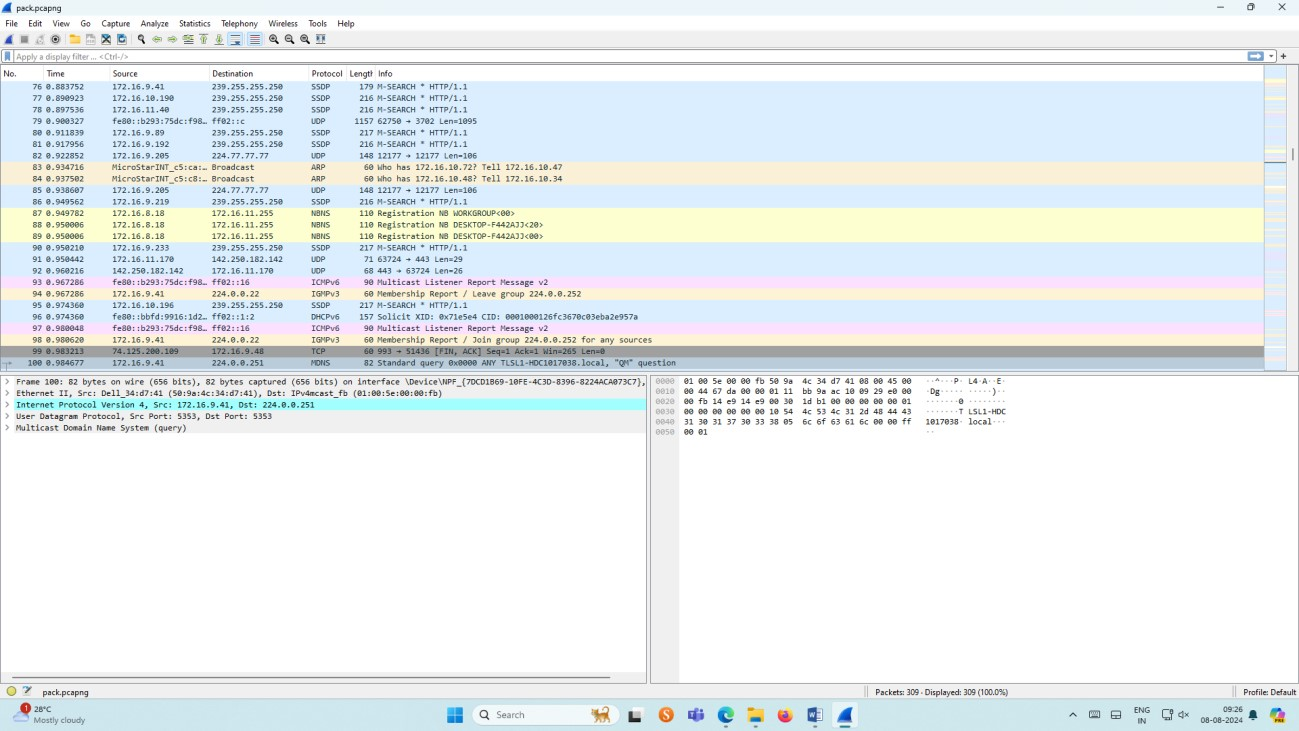 pack.pcapng
File Edit View Go Capture Analyze Statistics Telephony Wireless Tools Help
Apply a display filter ... <Ctrl-/>
No. Time Source Destination Protocol Length Info
76 0.883752 172.16.9.41 239.255.255.250 SSDP 179 M-SEARCH * HTTP/1.1
77 0.890923 172.16.10.190 239.255.255.250 SSDP 216 M-SEARCH * HTTP/1.1
78 0.897536 172.16.11.40 239.255.255.250 SSDP 216 M-SEARCH * HTTP/1.1
79 0.900327 fe80::b293:75dc:f98… ff02::c UDP 1157 62750 → 3702 Len=1095
80 0.911839 172.16.9.89 239.255.255.250 SSDP 217 M-SEARCH * HTTP/1.1
81 0.917956 172.16.9.192 239.255.255.250 SSDP 216 M-SEARCH * HTTP/1.1
82 0.922852 172.16.9.205 224.77.77.77 UDP 148 12177 → 12177 Len=106
83 0.934716 MicroStarINT_c5:ca:… Broadcast ARP 60 Who has 172.16.10.72? Tell 172.16.10.47
84 0.937502 MicroStarINT_c5:c8:… Broadcast ARP 60 Who has 172.16.10.48? Tell 172.16.10.34
85 0.938607 172.16.9.205 224.77.77.77 UDP 148 12177 → 12177 Len=106
86 0.949562 172.16.9.219 239.255.255.250 SSDP 216 M-SEARCH * HTTP/1.1
87 0.949782 172.16.8.18 172.16.11.255 NBNS 110 Registration NB WORKGROUP<00>
88 0.950006 172.16.8.18 172.16.11.255 NBNS 110 Registration NB DESKTOP-F442AJJ<20>
89 0.950006 172.16.8.18 172.16.11.255 NBNS 110 Registration NB DESKTOP-F442AJJ<00>
90 0.950210 172.16.9.233 239.255.255.250 SSDP 217 M-SEARCH * HTTP/1.1
91 0.950442 172.16.11.170 142.250.182.142 UDP 71 63724 → 443 Len=29
92 0.960216 142.250.182.142 172.16.11.170 UDP 68 443 → 63724 Len=26
93 0.967286 fe80::b293:75dc:f98… ff02::16 ICMPv6 90 Multicast Listener Report Message v2
94 0.967286 172.16.9.41 224.0.0.22 IGMPv3 60 Membership Report / Leave group 224.0.0.252
95 0.974360 172.16.10.196 239.255.255.250 SSDP 216 M-SEARCH * HTTP/1.1
96 0.974360 fe80::bbfd:9916:1d2… ff02::1:2 DHCPv6 157 Solicit XID: 0x71e5e4 CID: 0001000126fc3670c03eba2e957a
97 0.980048 fe80::b293:75dc:f98… ff02::16 ICMPv6 90 Multicast Listener Report Message v2
98 0.980620 172.16.9.41 224.0.0.22 IGMPv3 60 Membership Report / Join group 224.0.0.252 for any sources
99 0.983213 74.125.200.109 172.16.9.48 TCP 60 993 → 51436 [FIN, ACK] Seq=1 Ack=1 Win=265 Len=0
100 0.984677 172.16.9.41 224.0.0.251 MDNS 82 Standard query 0x0000 ANY TLSL1-HDC1017038.local, "QM" question
Frame 100: 82 bytes on wire (656 bits), 82 bytes captured (656 bits) on interface \Device\NPF_{7DCD1B69-10FE-4C3D-8396-8224ACA073C7},
Ethernet II, Src: Dell_34:d7:41 (50:9a:4c:34:d7:41), Dst: IPv4mcast_fb (01:00:5e:00:00:fb)
Internet Protocol Version 4, Src: 172.16.9.41, Dst: 224.0.0.251
User Datagram Protocol, Src Port: 5353, Dst Port: 5353
Multicast Domain Name System (query)
0000 01 00 5e 00 00 fb 50 9a 4c 34 d7 41 08 00 45 00 ··^···P· L4·A··E·
0010 00 44 67 da 00 00 01 11 bb 9a ac 10 09 29 e0 00 ·Dg····· ·····)··
0020 00 fb 14 e9 14 e9 00 30 1d b1 00 00 00 00 00 01 ·······0 ········
0030 00 00 00 00 00 00 10 54 4c 53 4c 31 2d 48 44 43 ·······T LSL1-HDC
0040 31 30 31 37 30 33 38 05 6c 6f 63 61 6c 00 00 ff 1017038· local···
0050 00 01 ··
pack.pcapng Packets: 309 · Displayed: 309 (100.0%) Profile: Default
1 28°C
Mostly cloudy
Search
ENG
IN
09:26
08-08-2024
PRE